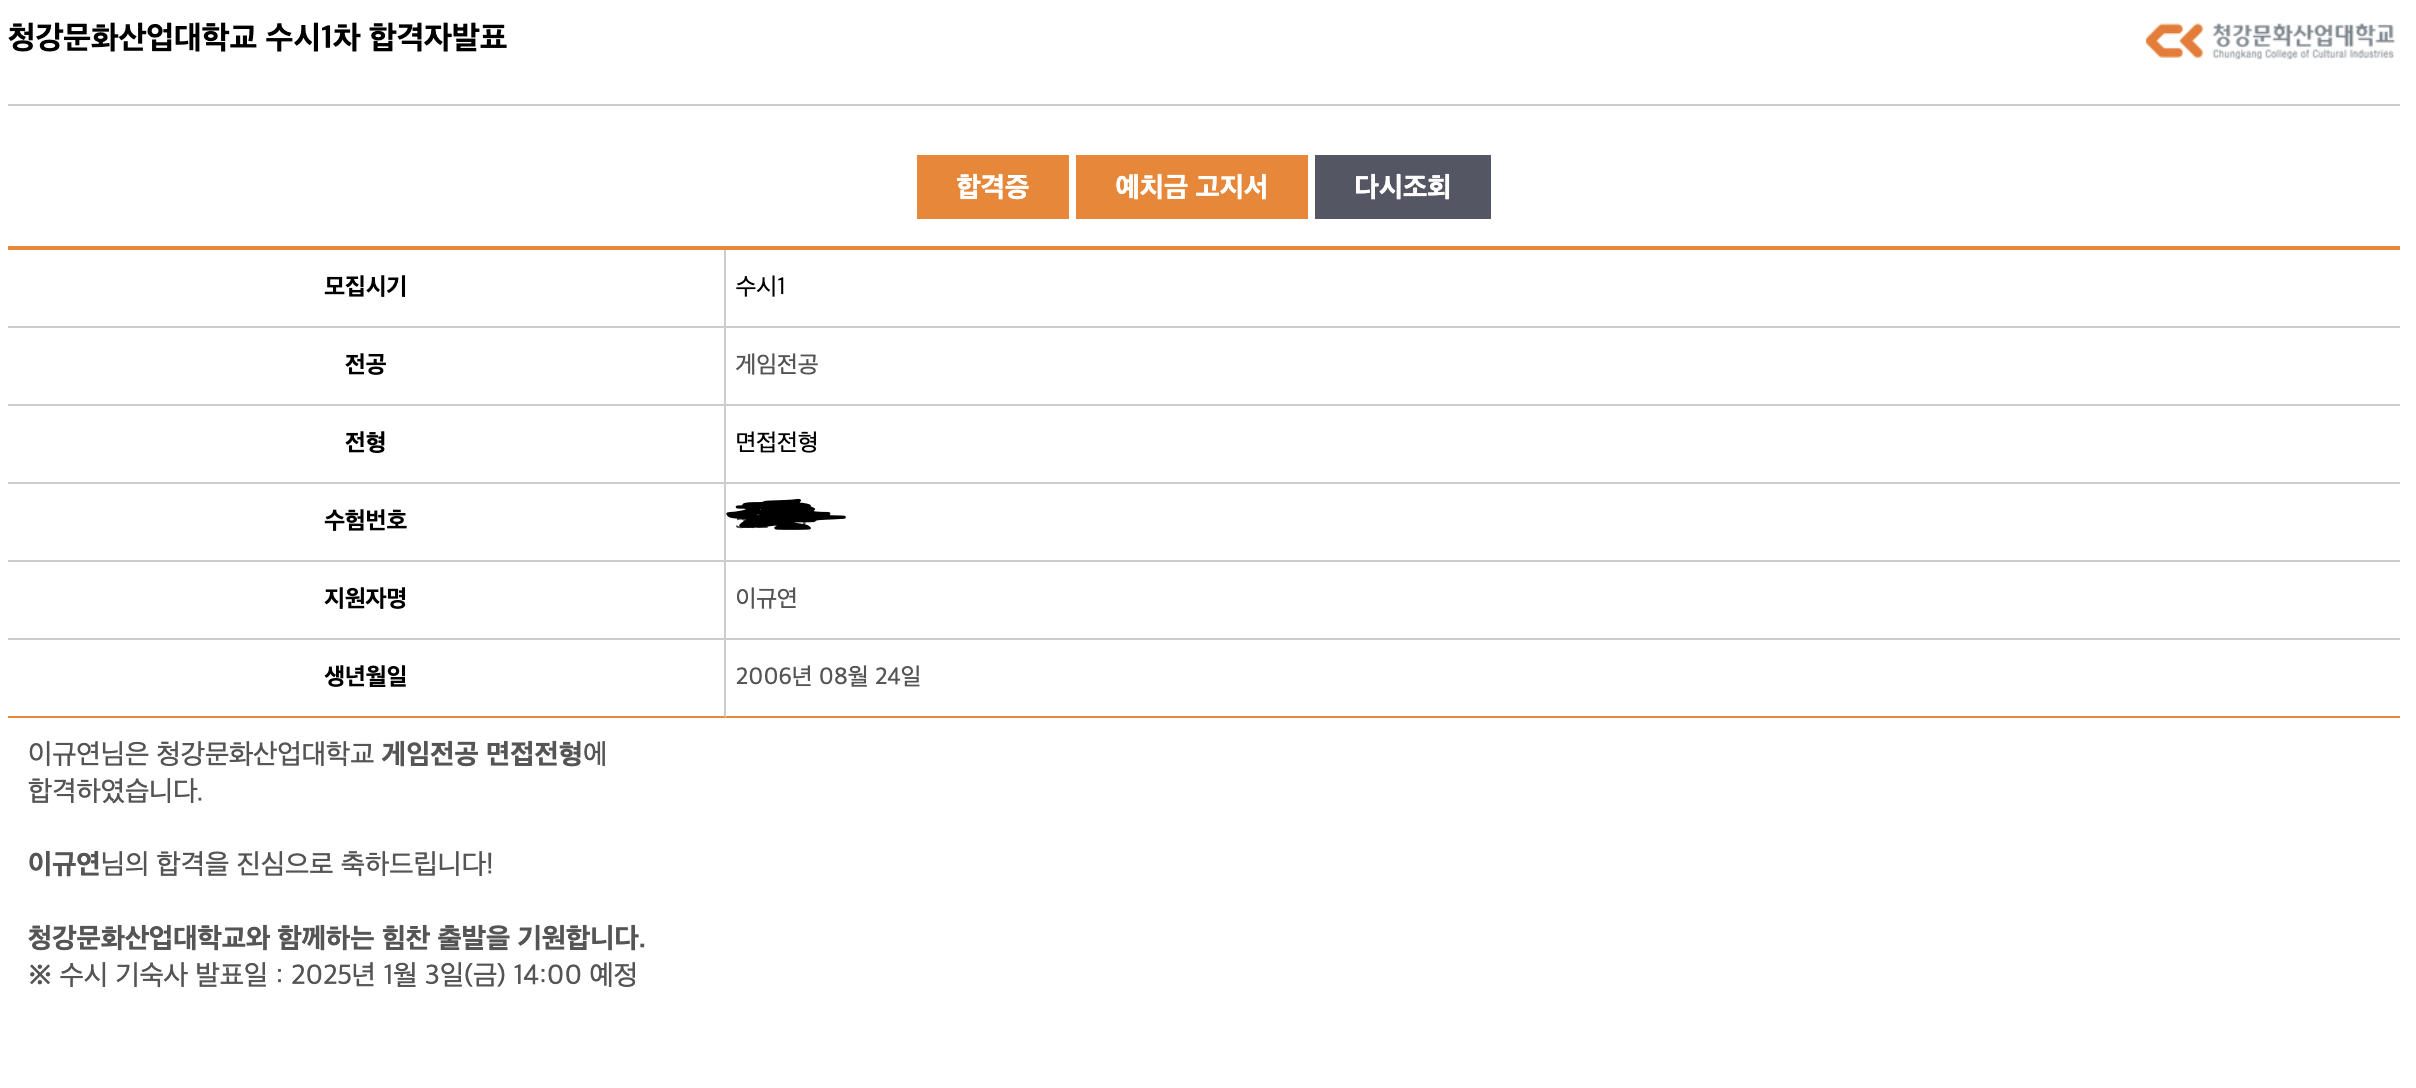 청강문화산업대학교 수시1차 합격자발표
청강문화산업대학교
Chungkang College of Cultural Industries
합격증 예치금 고지서 다시조회
모집시기 수시1
전공 게임전공
전형 면접전형
수험번호
지원자명 이규연
생년월일 2006년 08월 24일
이규연님은 청강문화산업대학교 게임전공 면접전형에
합격하였습니다.
이규연님의 합격을 진심으로 축하드립니다!
청강문화산업대학교와 함께하는 힘찬 출발을 기원합니다.
※ 수시 기숙사 발표일 : 2025년 1월 3일(금) 14:00 예정